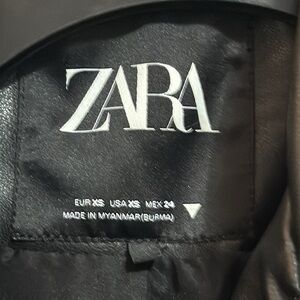 ZARA
EUR XS USA XS MEX 24
MADE IN MYANMAR(BURMA)